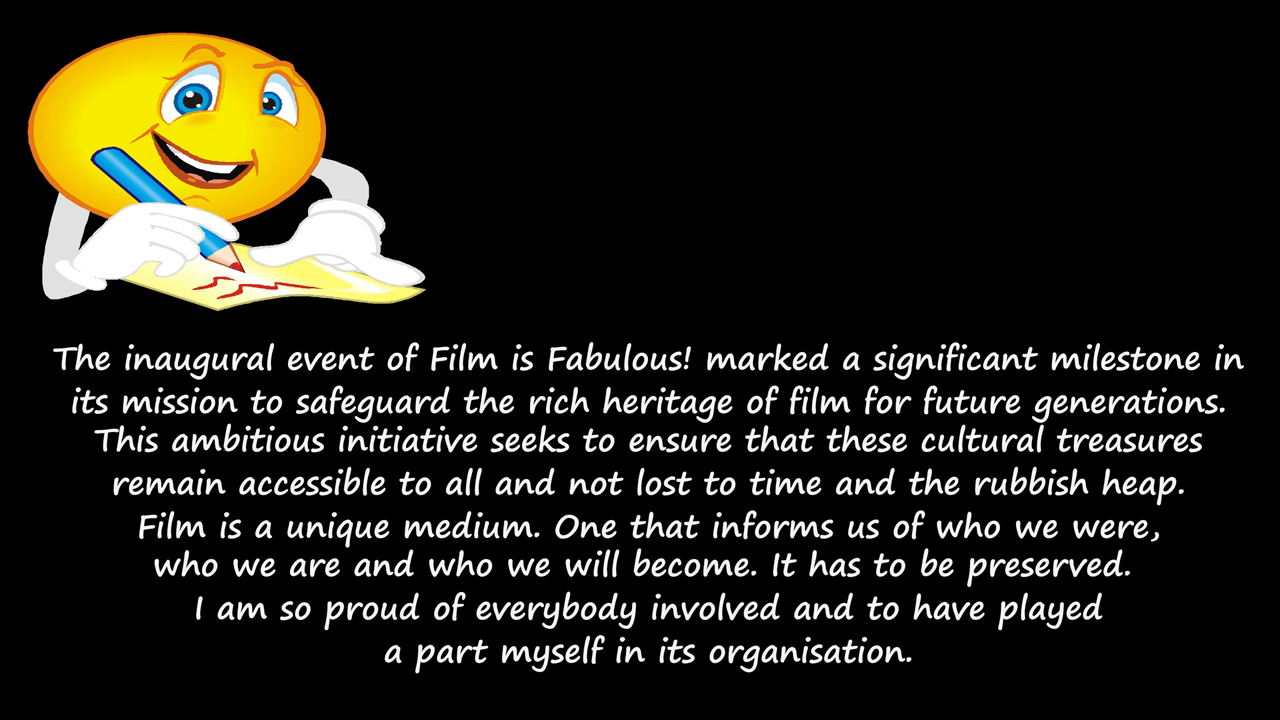 The inaugural event of Film is Fabulous! marked a significant milestone in
its mission to safeguard the rich heritage of film for future generations.
This ambitious initiative seeks to ensure that these cultural treasures
remain accessible to all and not lost to time and the rubbish heap.
Film is a unique medium. One that informs us of who we were,
who we are and who we will become. It has to be preserved.
I am so proud of everybody involved and to have played
a part myself in its organisation.